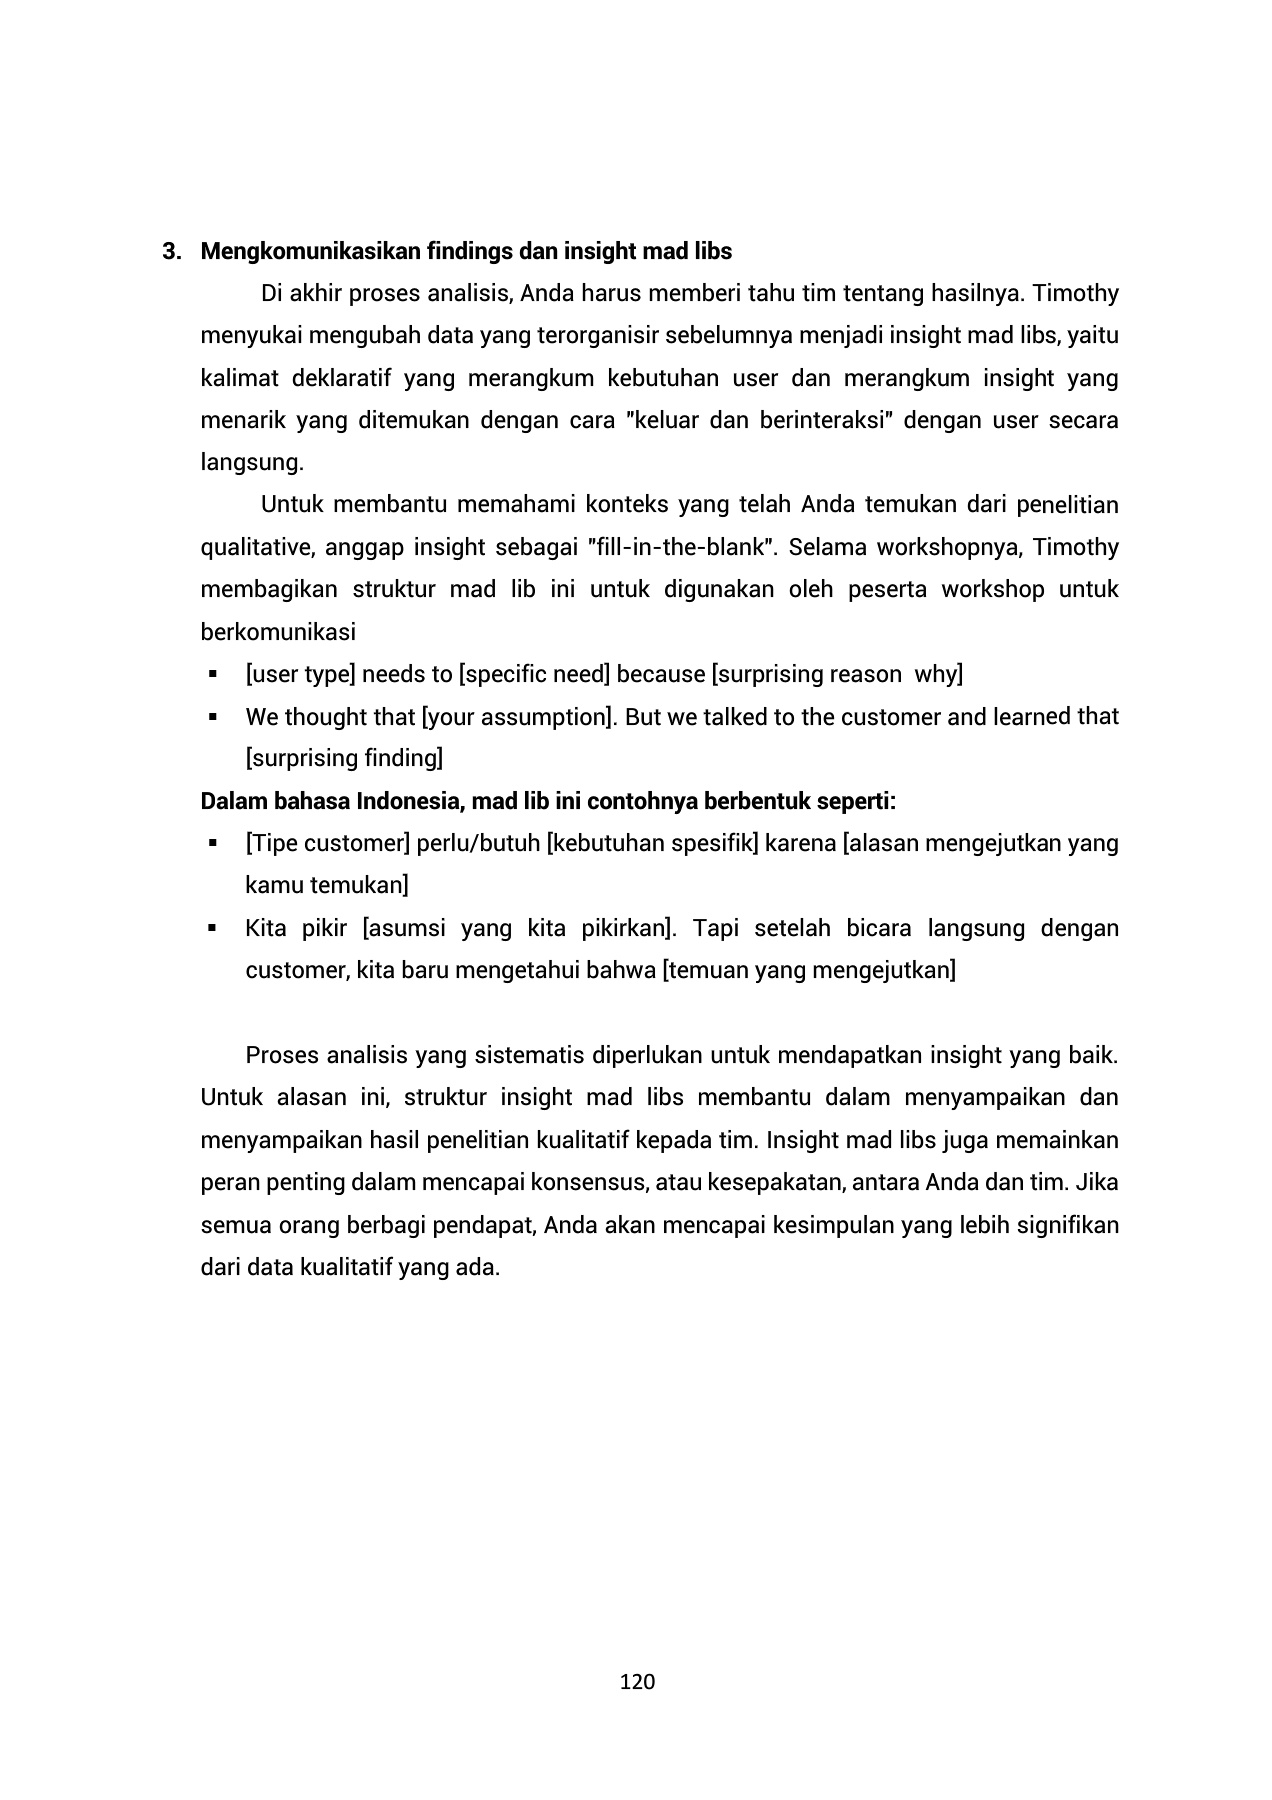 3. Mengkomunikasikan findings dan insight mad libs
Di akhir proses analisis, Anda harus memberi tahu tim tentang hasilnya. Timothy
menyukai mengubah data yang terorganisir sebelumnya menjadi insight mad libs, yaitu
kalimat deklaratif yang merangkum kebutuhan user dan merangkum insight yang
menarik yang ditemukan dengan cara "keluar dan berinteraksi" dengan user secara
langsung.
Untuk membantu memahami konteks yang telah Anda temukan dari penelitian
qualitative, anggap insight sebagai "fill-in-the-blank". Selama workshopnya, Timothy
membagikan struktur mad lib ini untuk digunakan oleh peserta workshop untuk
berkomunikasi
▪ [user type] needs to [specific need] because [surprising reason  why]
▪ We thought that [your assumption]. But we talked to the customer and learned that
[surprising finding]
Dalam bahasa Indonesia, mad lib ini contohnya berbentuk seperti:
▪ [Tipe customer] perlu/butuh [kebutuhan spesifik] karena [alasan mengejutkan yang
kamu temukan]
▪ Kita pikir [asumsi yang kita pikirkan]. Tapi setelah bicara langsung dengan
customer, kita baru mengetahui bahwa [temuan yang mengejutkan]
Proses analisis yang sistematis diperlukan untuk mendapatkan insight yang baik.
Untuk alasan ini, struktur insight mad libs membantu dalam menyampaikan dan
menyampaikan hasil penelitian kualitatif kepada tim. Insight mad libs juga memainkan
peran penting dalam mencapai konsensus, atau kesepakatan, antara Anda dan tim. Jika
semua orang berbagi pendapat, Anda akan mencapai kesimpulan yang lebih signifikan
dari data kualitatif yang ada.
120